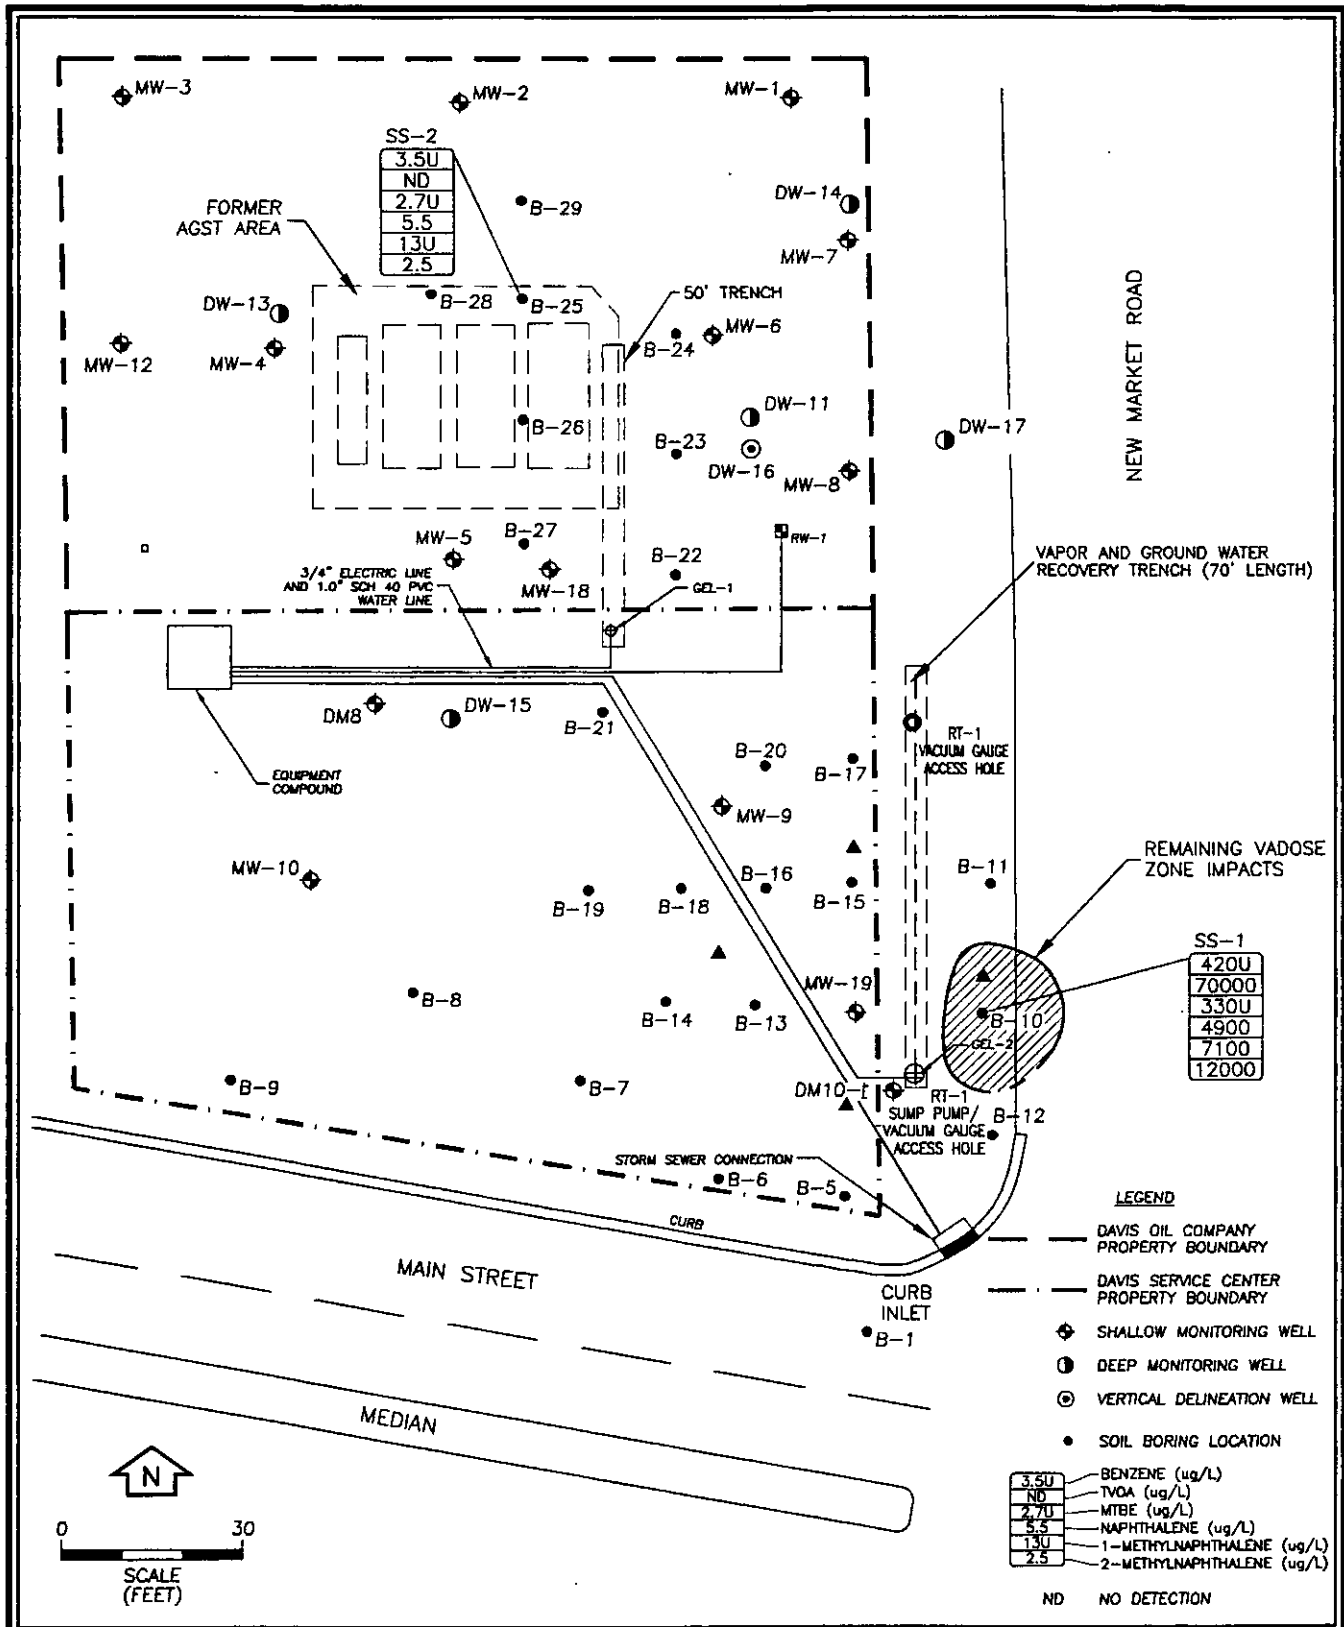 MW-3
MW-2
MW-1
SS-2
3.5U
ND
2.7U
5.5
13U
2.5
FORMER
AGST AREA
B-29
DW-14
MW-7
DW-13
B-28
B-25
50' TRENCH
MW-6
B-24
MW-12
MW-4
NEW MARKET ROAD
DW-11
DW-17
B-26
B-23
DW-16
MW-8
MW-5
B-27
RW-1
MW-18
B-22
GEL-1
3/4" ELECTRIC LINE
AND 1.0" SCH 40 PVC
WATER LINE
VAPOR AND GROUND WATER
RECOVERY TRENCH (70' LENGTH)
DM8
DW-15
B-21
RT-1
VACUUM GAUGE
ACCESS HOLE
B-20
B-17
EQUIPMENT
COMPOUND
MW-9
REMAINING VADOSE
ZONE IMPACTS
MW-10
B-16
B-11
B-19
B-18
B-15
SS-1
420U
70000
330U
4900
7100
12000
MW-19
B-8
B-14
B-13
B-10
GEL-2
B-9
B-7
DM10-I
RT-1
SUMP PUMP/
VACUUM GAUGE
ACCESS HOLE
B-12
STORM SEWER CONNECTION
B-6
B-5
CURB
MAIN STREET
CURB
INLET
B-1
MEDIAN
N
0 30
SCALE
(FEET)
LEGEND
DAVIS OIL COMPANY
PROPERTY BOUNDARY
DAVIS SERVICE CENTER
PROPERTY BOUNDARY
SHALLOW MONITORING WELL
DEEP MONITORING WELL
VERTICAL DELINEATION WELL
SOIL BORING LOCATION
3.5U BENZENE (ug/L)
ND TVOA (ug/L)
2.7U MTBE (ug/L)
5.5 NAPHTHALENE (ug/L)
13U 1-METHYLNAPHTHALENE (ug/L)
2.5 2-METHYLNAPHTHALENE (ug/L)
ND NO DETECTION